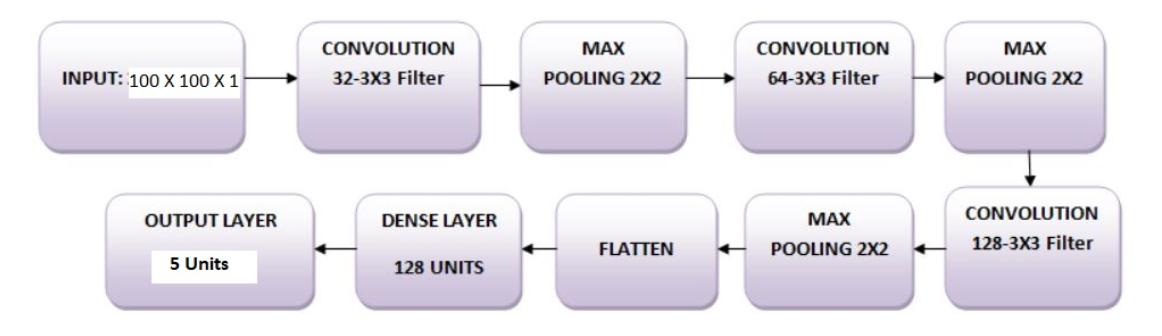 INPUT: 100 X 100 X 1
CONVOLUTION
32-3X3 Filter
MAX
POOLING 2X2
CONVOLUTION
64-3X3 Filter
MAX
POOLING 2X2
CONVOLUTION
128-3X3 Filter
MAX
POOLING 2X2
FLATTEN
DENSE LAYER
128 UNITS
OUTPUT LAYER
5 Units